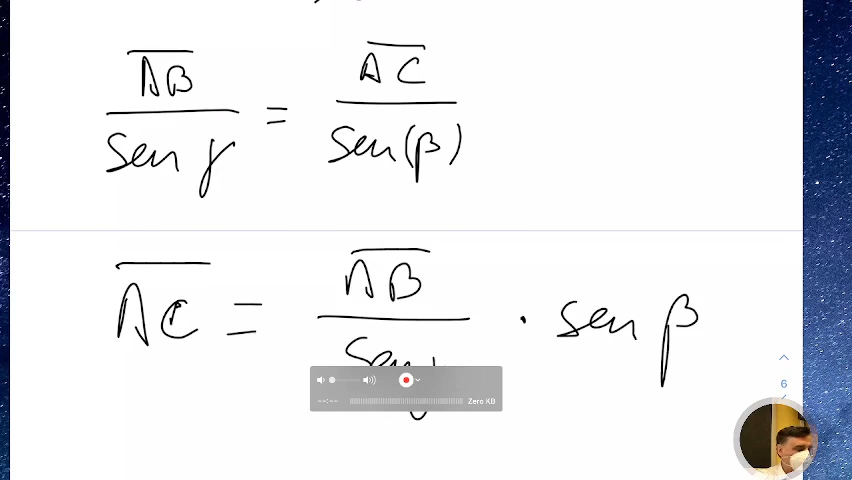 AB AC
— = —
sen γ sen(β)
AB
AC = — · sen β
sen
--:-- Zero KB
6